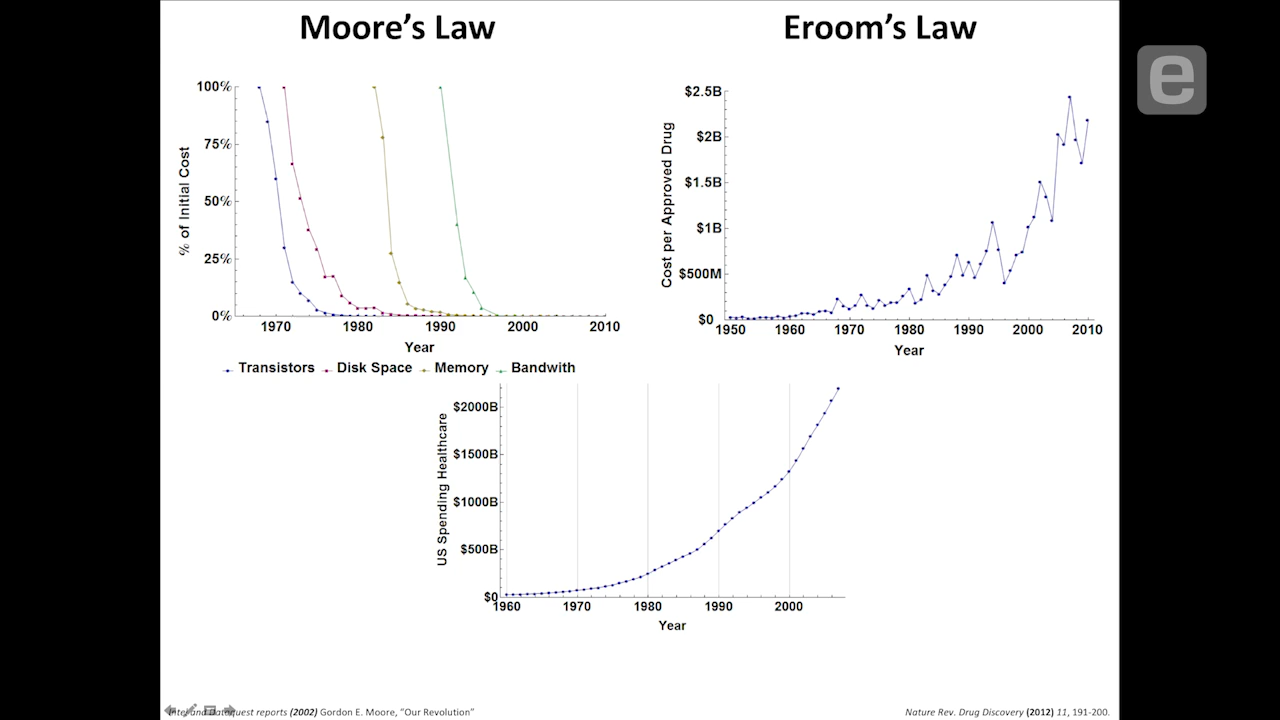 Moore's Law
Eroom's Law
e
100%
75%
50%
25%
0%
% of Initial Cost
1970 1980 1990 2000 2010
Year
Transistors Disk Space Memory Bandwith
$2.5B
$2B
$1.5B
$1B
$500M
$0
Cost per Approved Drug
1950 1960 1970 1980 1990 2000 2010
Year
$2000B
$1500B
$1000B
$500B
$0
US Spending Healthcare
1960 1970 1980 1990 2000
Year
Intel and Dataquest reports (2002) Gordon E. Moore, “Our Revolution”
Nature Rev. Drug Discovery (2012) 11, 191-200.